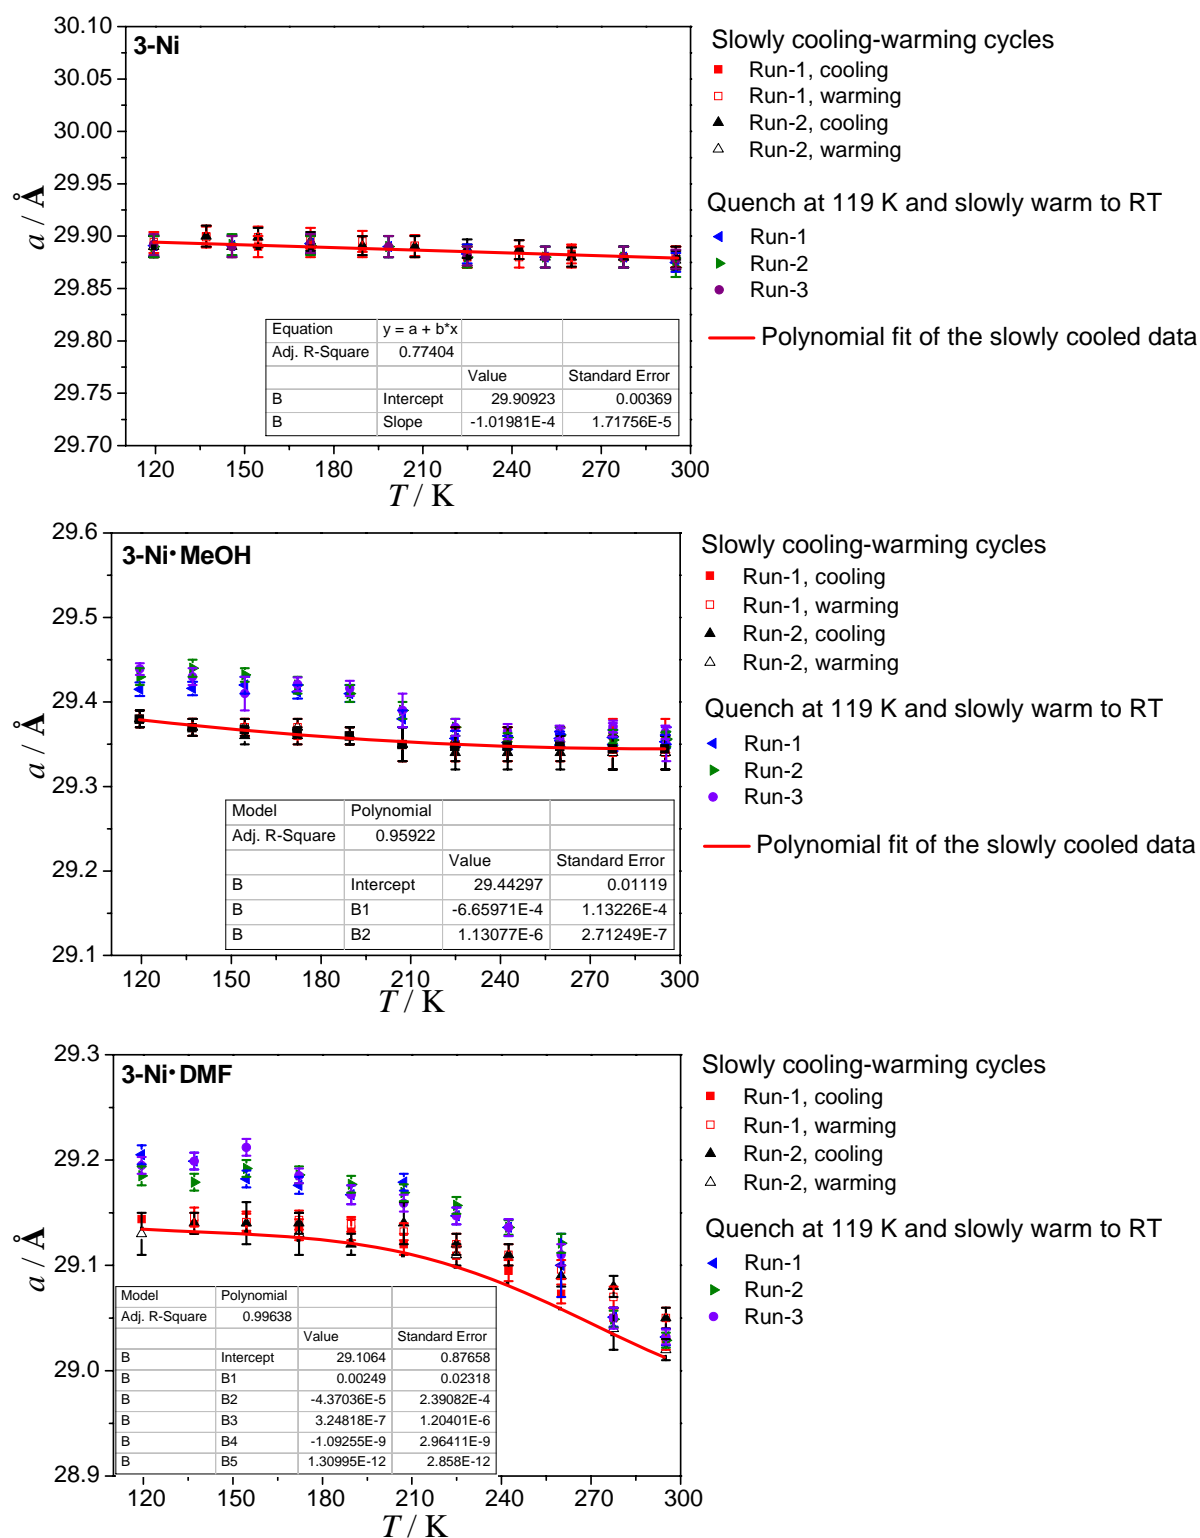 3-Ni
30.10
30.05
30.00
29.95
29.90
29.85
29.80
29.75
29.70
a / Å
120 150 180 210 240 270 300
T / K
Equation y = a + b*x
Adj. R-Square 0.77404
Value Standard Error
B Intercept 29.90923 0.00369
B Slope -1.01981E-4 1.71756E-5
Slowly cooling-warming cycles
Run-1, cooling
Run-1, warming
Run-2, cooling
Run-2, warming
Quench at 119 K and slowly warm to RT
Run-1
Run-2
Run-3
Polynomial fit of the slowly cooled data
3-Ni•MeOH
29.6
29.5
29.4
29.3
29.2
29.1
a / Å
120 150 180 210 240 270 300
T / K
Model Polynomial
Adj. R-Square 0.95922
Value Standard Error
B Intercept 29.44297 0.01119
B B1 -6.65971E-4 1.13226E-4
B B2 1.13077E-6 2.71249E-7
Slowly cooling-warming cycles
Run-1, cooling
Run-1, warming
Run-2, cooling
Run-2, warming
Quench at 119 K and slowly warm to RT
Run-1
Run-2
Run-3
Polynomial fit of the slowly cooled data
3-Ni•DMF
29.3
29.2
29.1
29.0
28.9
a / Å
120 150 180 210 240 270 300
T / K
Model Polynomial
Adj. R-Square 0.99638
Value Standard Error
B Intercept 29.1064 0.87658
B B1 0.00249 0.02318
B B2 -4.37036E-5 2.39082E-4
B B3 3.24818E-7 1.20401E-6
B B4 -1.09255E-9 2.96411E-9
B B5 1.30995E-12 2.858E-12
Slowly cooling-warming cycles
Run-1, cooling
Run-1, warming
Run-2, cooling
Run-2, warming
Quench at 119 K and slowly warm to RT
Run-1
Run-2
Run-3